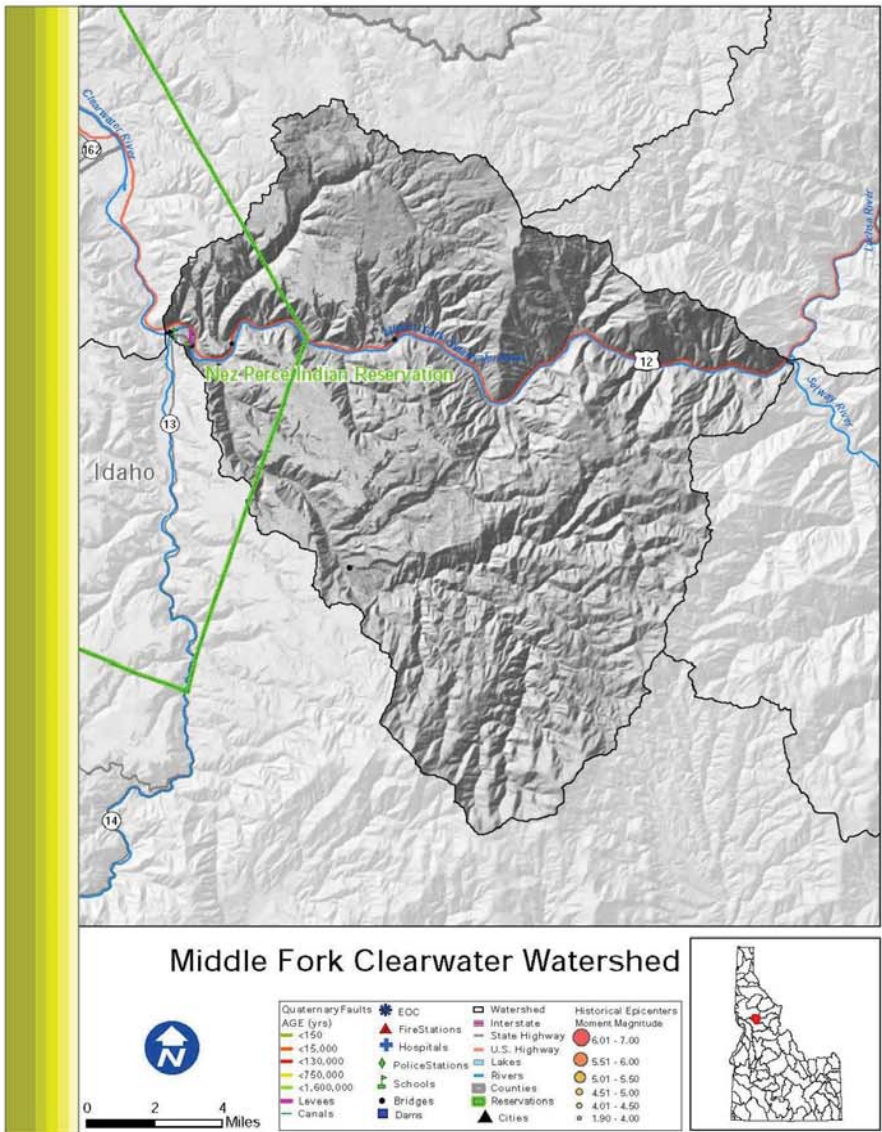 Clearwater River
162
Lochsa River
12
Nez Perce Indian Reservation
Selway River
13
Idaho
14
Middle Fork Clearwater Watershed
N
0 2 4
Miles
Quaternary Faults
AGE (yrs)
<150
<15,000
<130,000
<750,000
<1,600,000
Levees
Canals
EOC
FireStations
Hospitals
PoliceStations
Schools
Bridges
Dams
Watershed
Interstate
State Highway
U.S. Highway
Lakes
Rivers
Counties
Reservations
Cities
Historical Epicenters
Moment Magnitude
6.01 - 7.00
5.51 - 6.00
5.01 - 5.50
4.51 - 5.00
4.01 - 4.50
1.90 - 4.00